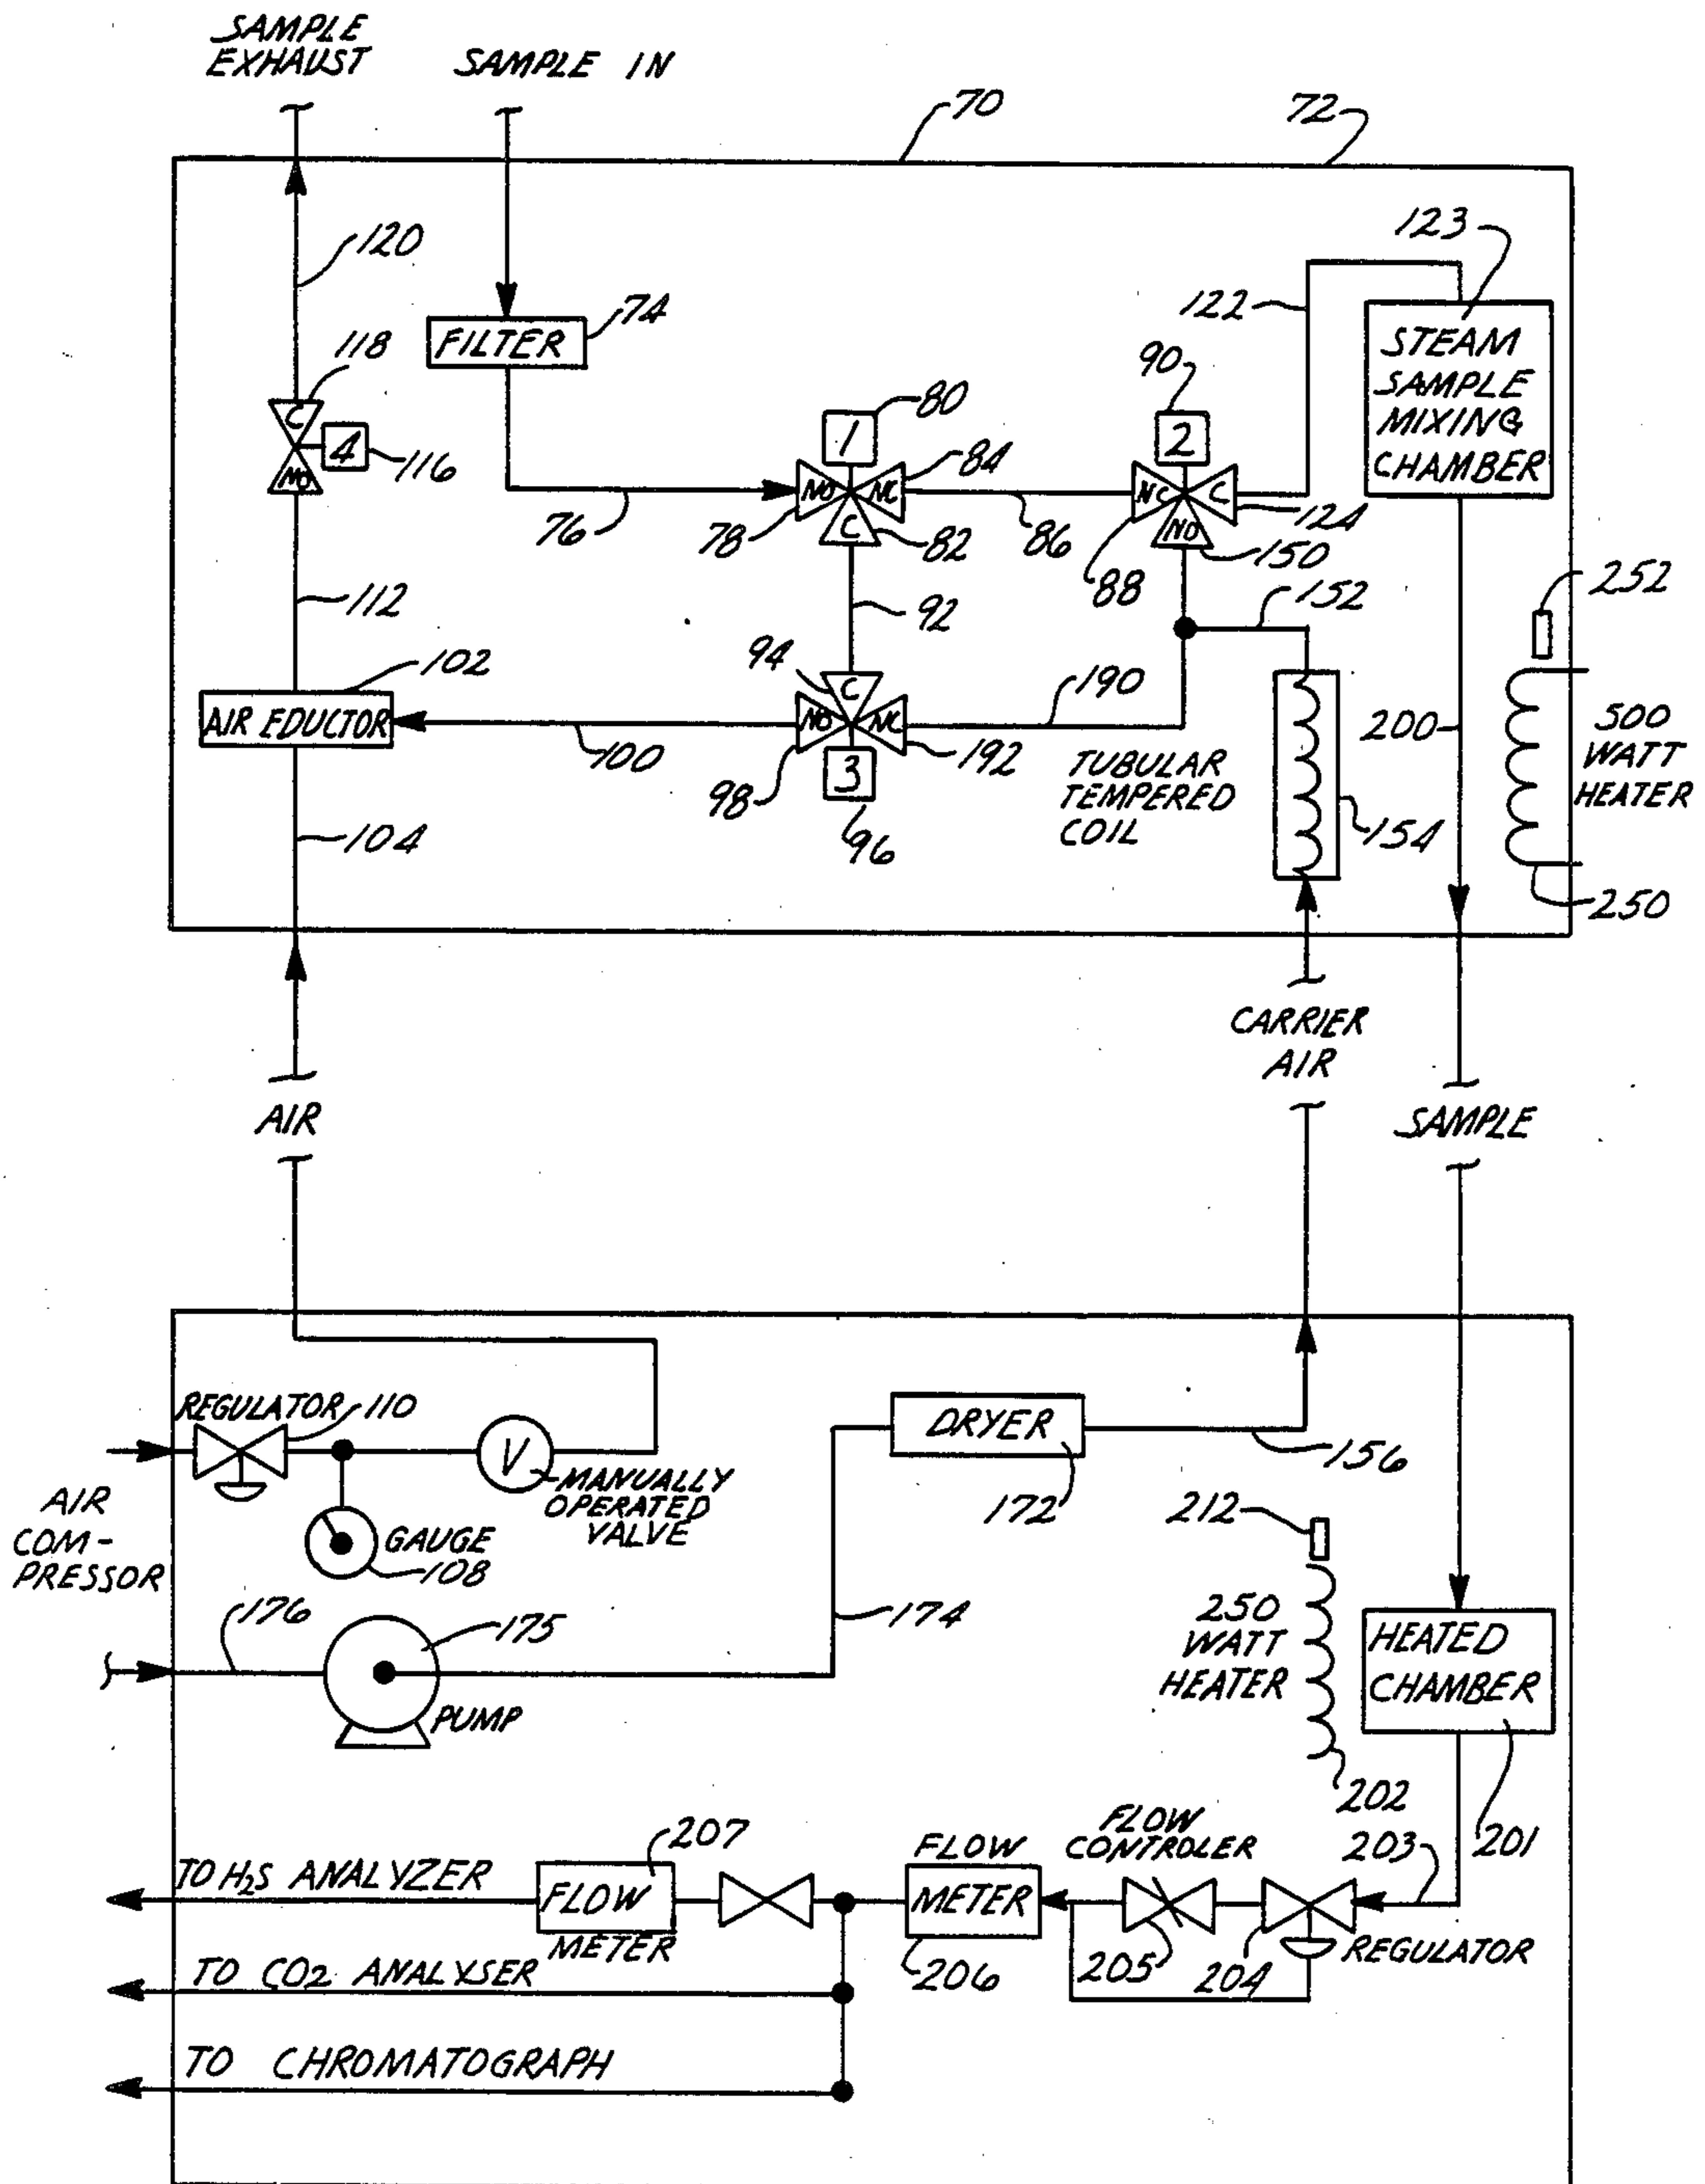 SAMPLE
EXHAUST
SAMPLE IN
70
72
120
123
74
FILTER
122
STEAM
SAMPLE
MIXING
CHAMBER
118
C
4
NO
116
80
1
90
2
84
NO
NC
C
76
78
82
86
NC
C
NO
124
88
150
252
112
92
152
102
94
C
190
AIR EDUCTOR
NO
NC
100
98
3
192
96
200
500
WATT
HEATER
TUBULAR
TEMPERED
COIL
154
104
250
CARRIER
AIR
AIR
SAMPLE
REGULATOR
110
DRYER
V
156
MANUALLY
OPERATED
VALVE
172
AIR
COM-
PRESSOR
GAUGE
108
212
176
175
174
250
WATT
HEATER
HEATED
CHAMBER
PUMP
202
207
FLOW
CONTROLER
203
201
TO H2S ANALYZER
FLOW
METER
FLOW
METER
206
205
204
REGULATOR
TO CO2 ANALYSER
TO CHROMATOGRAPH